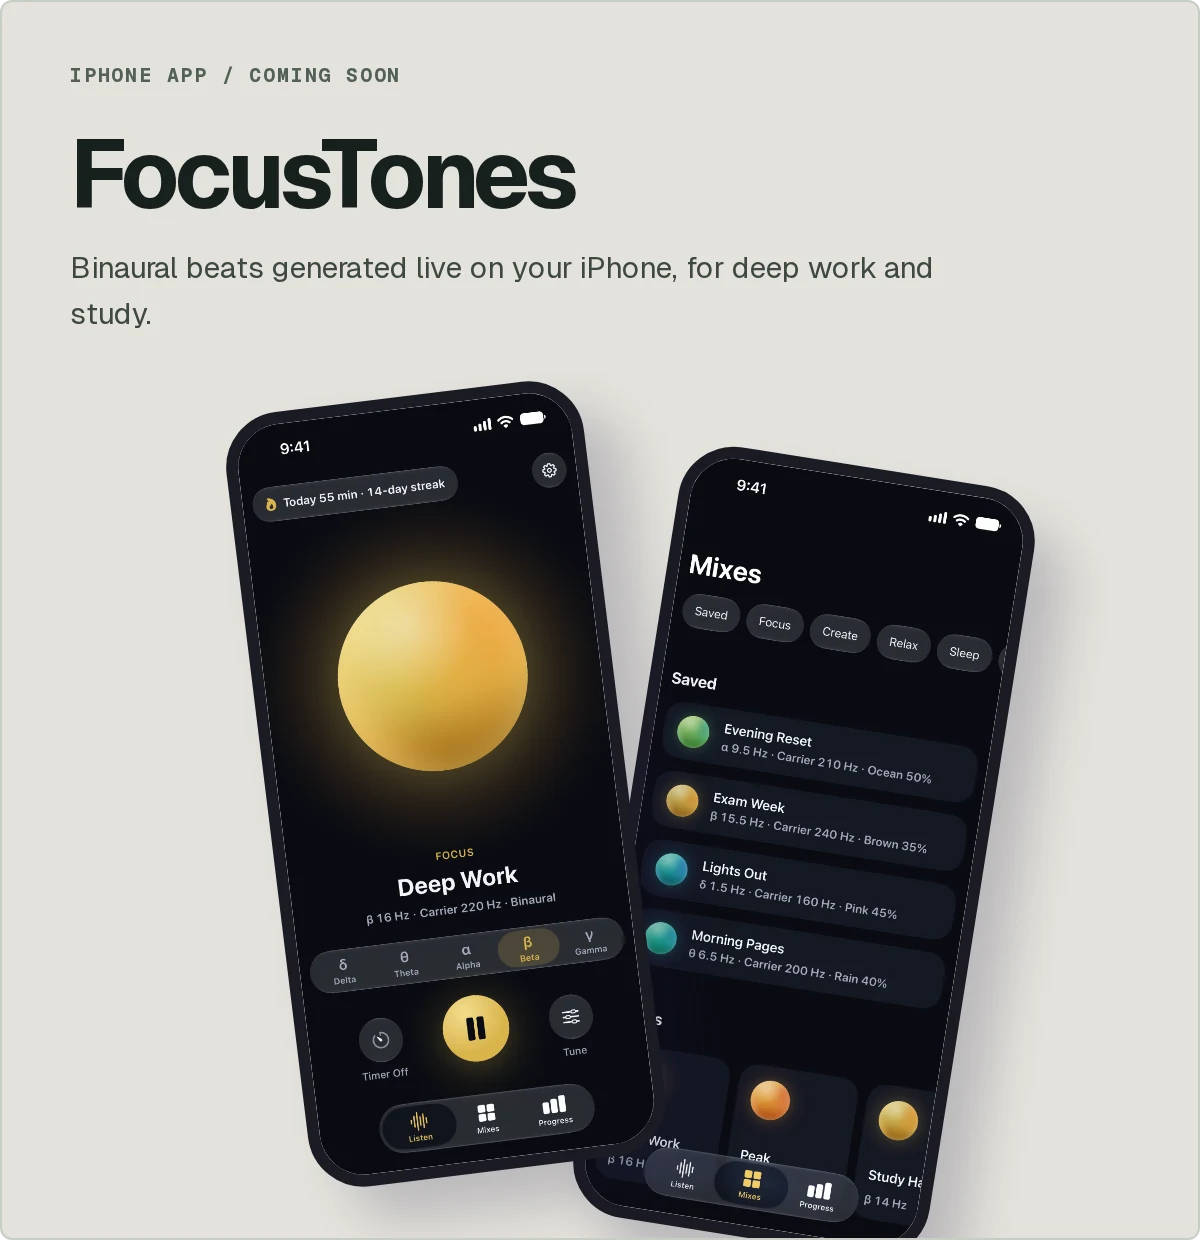 IPHONE APP / COMING SOON
FocusTones
Binaural beats generated live on your iPhone, for deep work and
study.
9:41
Today 55 min · 14-day streak
FOCUS
Deep Work
β 16 Hz · Carrier 220 Hz · Binaural
δ θ α β γ
Delta Theta Alpha Beta Gamma
Timer Off
Tune
Listen Mixes Progress
9:41
Mixes
Saved Focus Create Relax Sleep
Saved
Evening Reset
α 9.5 Hz · Carrier 210 Hz · Ocean 50%
Exam Week
β 15.5 Hz · Carrier 240 Hz · Brown 35%
Lights Out
δ 1.5 Hz · Carrier 160 Hz · Pink 45%
Morning Pages
θ 6.5 Hz · Carrier 200 Hz · Rain 40%
Work Peak Study Ha
β 16 H β 14 Hz
Listen Mixes Progress